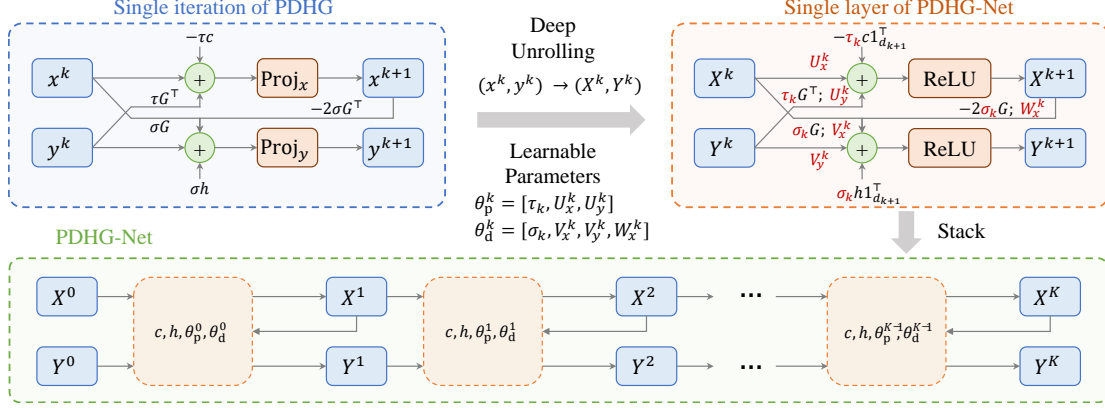 Single iteration of PDHG
−τc
x^k
+
Proj_x
x^{k+1}
τG^⊤
−2σG^⊤
σG
y^k
+
Proj_y
y^{k+1}
σh
Deep
Unrolling
(x^k, y^k) → (X^k, Y^k)
Learnable
Parameters
θ_p^k = [τ_k, U_x^k, U_y^k]
θ_d^k = [σ_k, V_x^k, V_y^k, W_x^k]
Single layer of PDHG-Net
−τ_k c1_{d_{k+1}}^⊤
X^k
U_x^k
+
ReLU
X^{k+1}
τ_k G^⊤; U_y^k
−2σ_k G; W_x^k
σ_k G; V_x^k
Y^k
V_y^k
+
ReLU
Y^{k+1}
σ_k h1_{d_{k+1}}^⊤
Stack
PDHG-Net
X^0
X^1
X^2
...
X^K
c, h, θ_p^0, θ_d^0
c, h, θ_p^1, θ_d^1
c, h, θ_p^{K−1}, θ_d^{K−1}
Y^0
Y^1
Y^2
...
Y^K